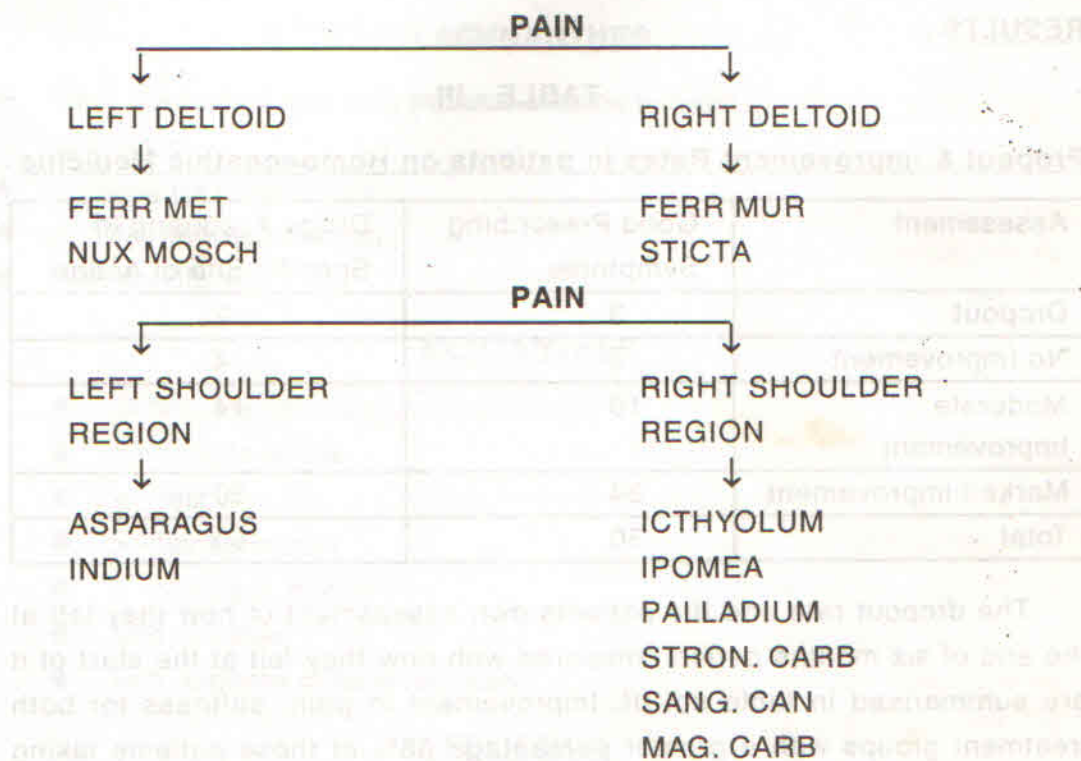 PAIN
LEFT DELTOID RIGHT DELTOID
FERR MET FERR MUR
NUX MOSCH STICTA
PAIN
LEFT SHOULDER RIGHT SHOULDER
REGION REGION
ASPARAGUS ICTHYOLUM
INDIUM IPOMEA
PALLADIUM
STRON. CARB
SANG. CAN
MAG. CARB